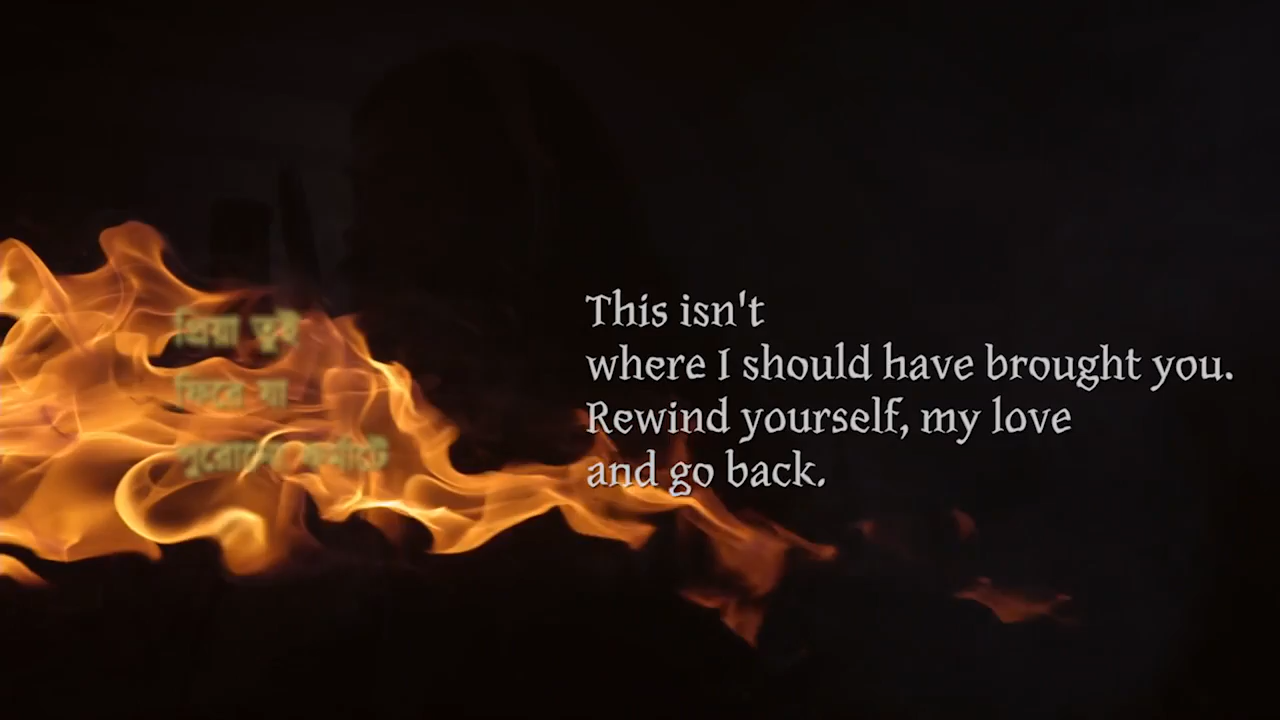 প্রিয়া তুই
ফিরে যা
This isn't
where I should have brought you.
Rewind yourself, my love
and go back.